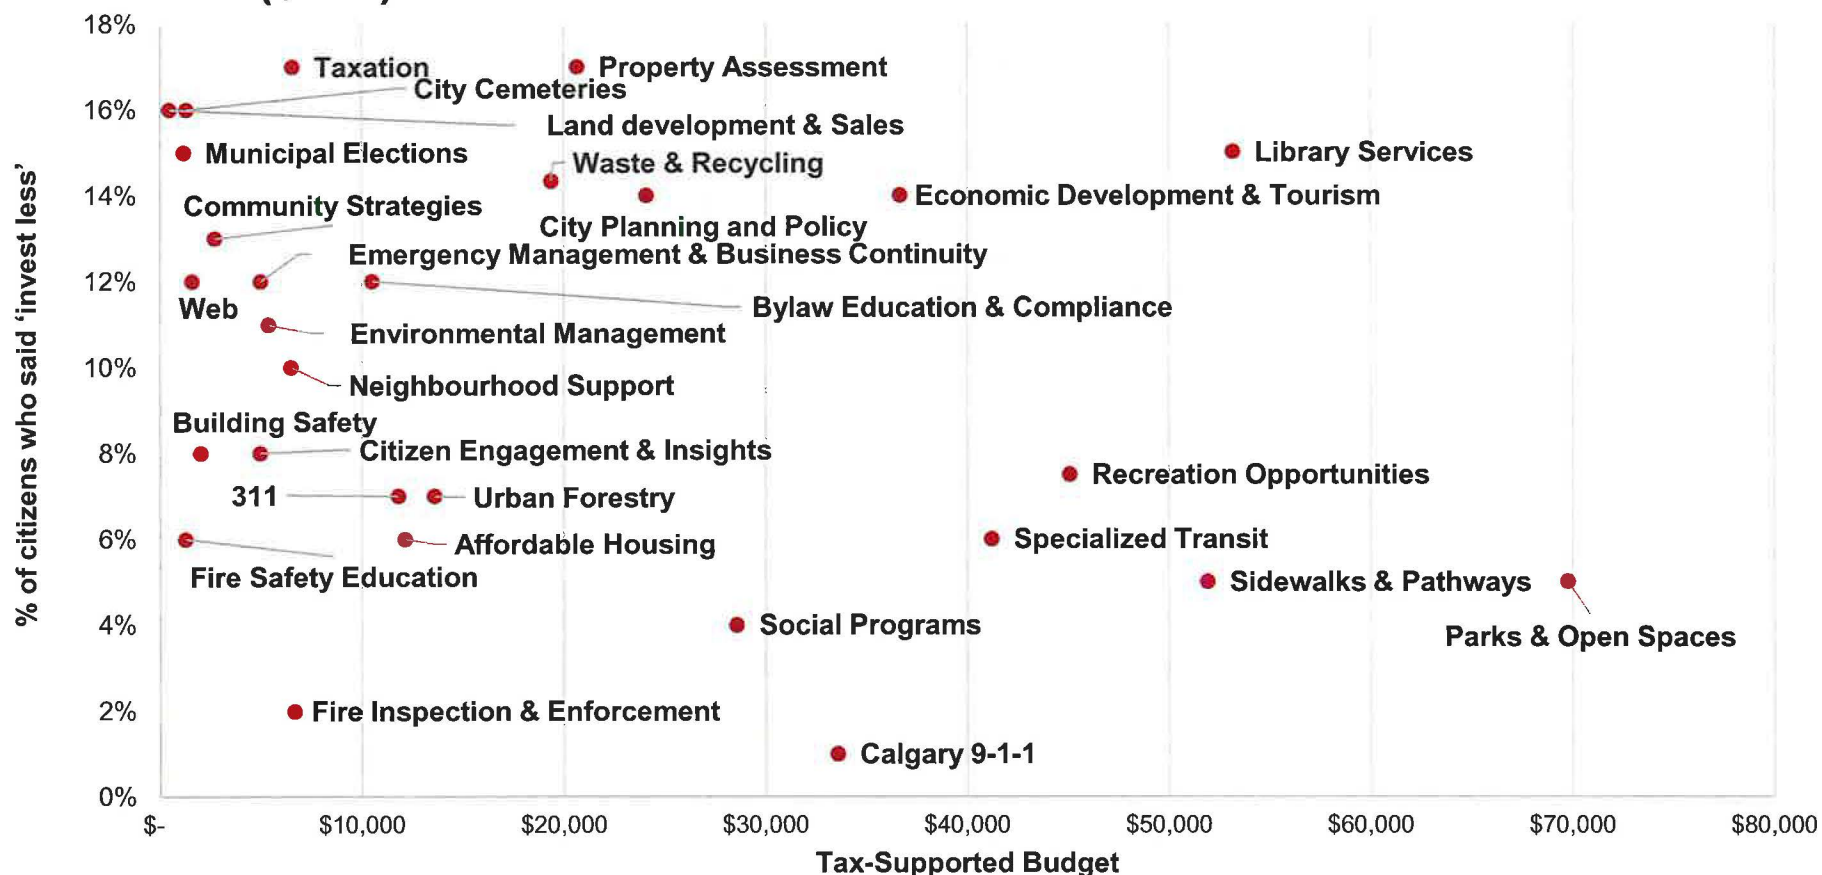 18%
Taxation
Property Assessment
City Cemeteries
16%
Land development & Sales
Municipal Elections
Library Services
Waste & Recycling
14%
Economic Development & Tourism
Community Strategies
City Planning and Policy
Emergency Management & Business Continuity
12%
Web
Bylaw Education & Compliance
Environmental Management
10%
Neighbourhood Support
Building Safety
8%
Citizen Engagement & Insights
Recreation Opportunities
311
Urban Forestry
6%
Affordable Housing
Specialized Transit
Fire Safety Education
Sidewalks & Pathways
4%
Social Programs
Parks & Open Spaces
2%
Fire Inspection & Enforcement
Calgary 9-1-1
0%
% of citizens who said ‘invest less’
$- $10,000 $20,000 $30,000 $40,000 $50,000 $60,000 $70,000 $80,000
Tax-Supported Budget